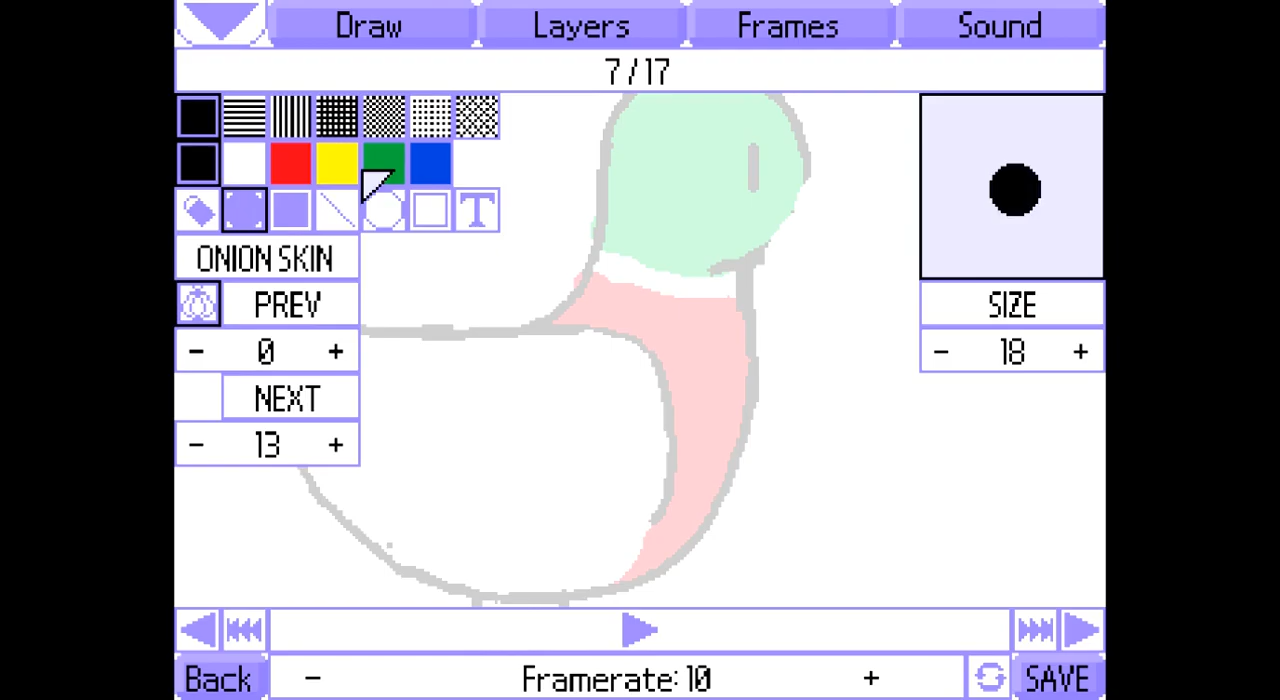 Draw Layers Frames Sound
7/17
T
ONION SKIN
PREV
- 0 +
SIZE
- 18 +
NEXT
- 13 +
Back - Framerate: 10 + SAVE